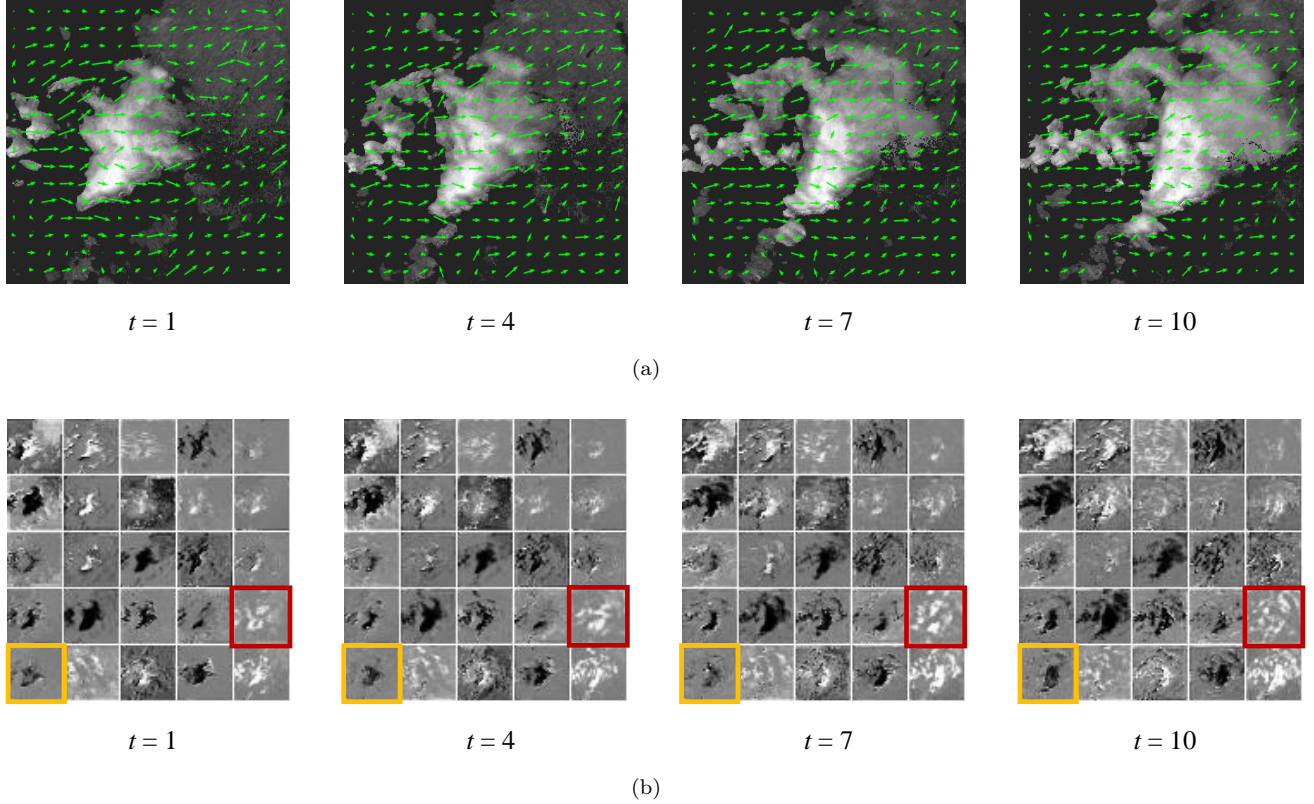 t = 1 t = 4 t = 7 t = 10
(a)
t = 1 t = 4 t = 7 t = 10
(b)